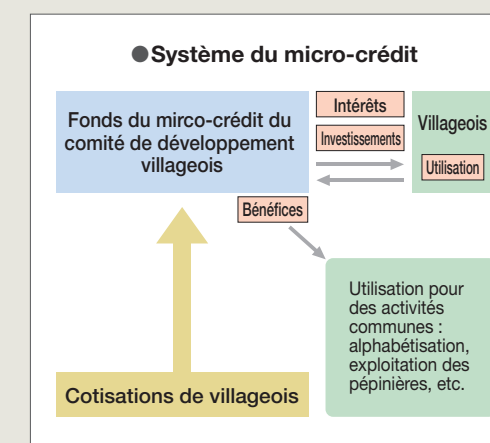 ●Système du micro-crédit
Fonds du mirco-crédit du
comité de développement
villageois
Intérêts
Investissements
Villageois
Utilisation
Bénéfices
Utilisation pour
des activités
communes :
alphabétisation,
exploitation des
pépinières, etc.
Cotisations de villageois